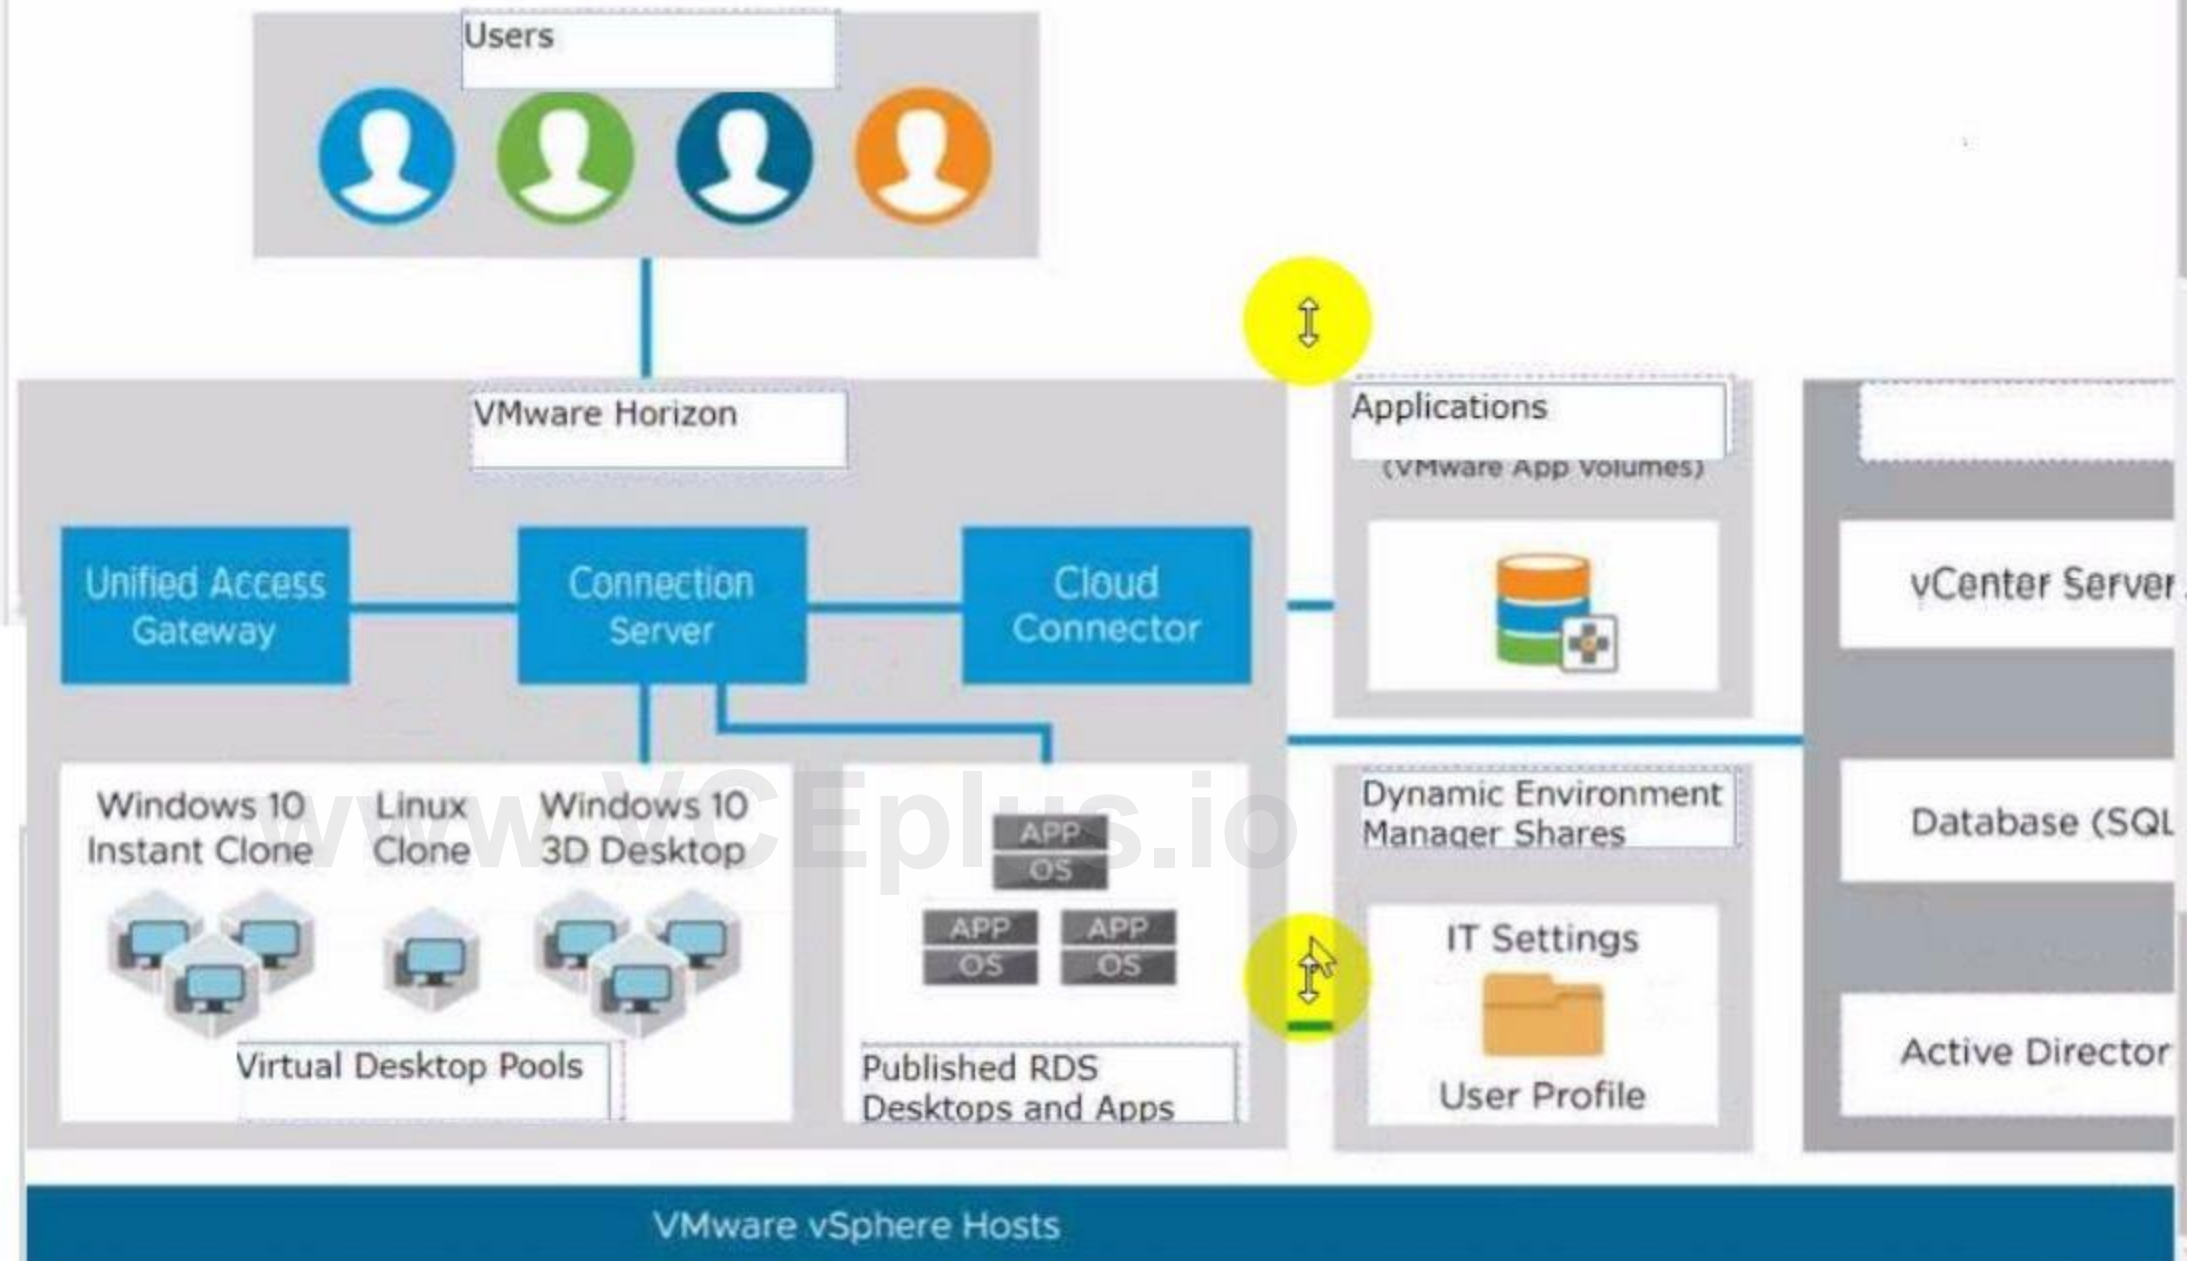 Users
VMware Horizon
Applications
(VMware App Volumes)
Unified Access
Gateway
Connection
Server
Cloud
Connector
vCenter Server
Windows 10
Instant Clone
Linux
Clone
Windows 10
3D Desktop
APP
OS
APP
OS
APP
OS
Virtual Desktop Pools
Published RDS
Desktops and Apps
Dynamic Environment
Manager Shares
IT Settings
User Profile
Database (SQL
Active Director
www.VCEplus.io
VMware vSphere Hosts